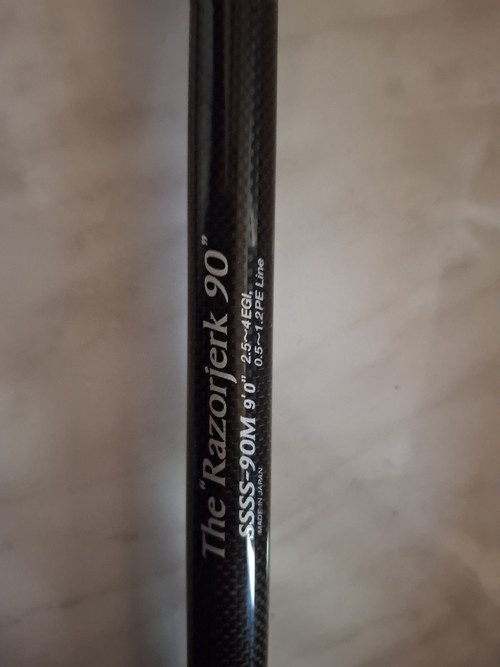 The "Razorjerk 90"
SSSS-90M 9'0" 2.5~4EGI,
0.5~1.2PE Line
MADE IN JAPAN